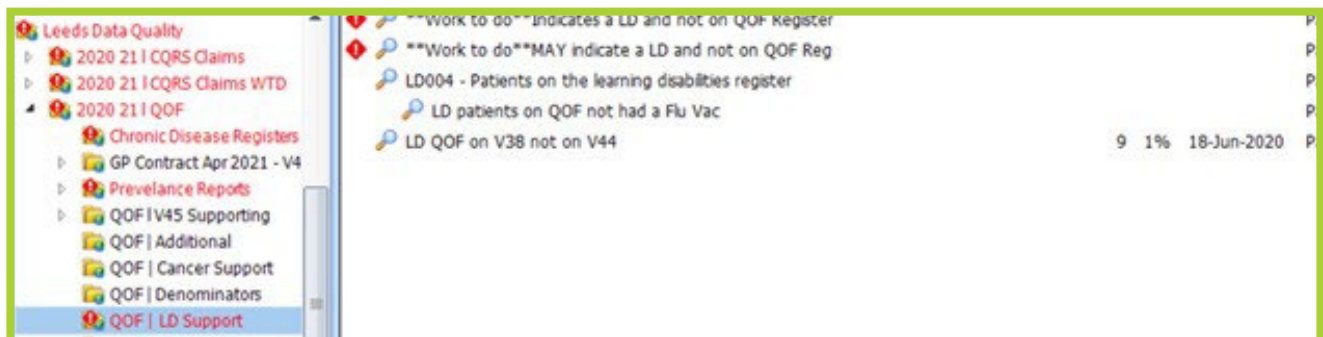 Leeds Data Quality
2020 21 | CQRS Claims
2020 21 | CQRS Claims WTD
2020 21 | QOF
Chronic Disease Registers
GP Contract Apr 2021 - V4
Prevelance Reports
QOF | V45 Supporting
QOF | Additional
QOF | Cancer Support
QOF | Denominators
QOF | LD Support
**Work to do**Indicates a LD and not on QOF Register P
**Work to do**MAY indicate a LD and not on QOF Reg P
LD004 - Patients on the learning disabilities register P
LD patients on QOF not had a Flu Vac P
LD QOF on V38 not on V44 9 1% 18-Jun-2020 P